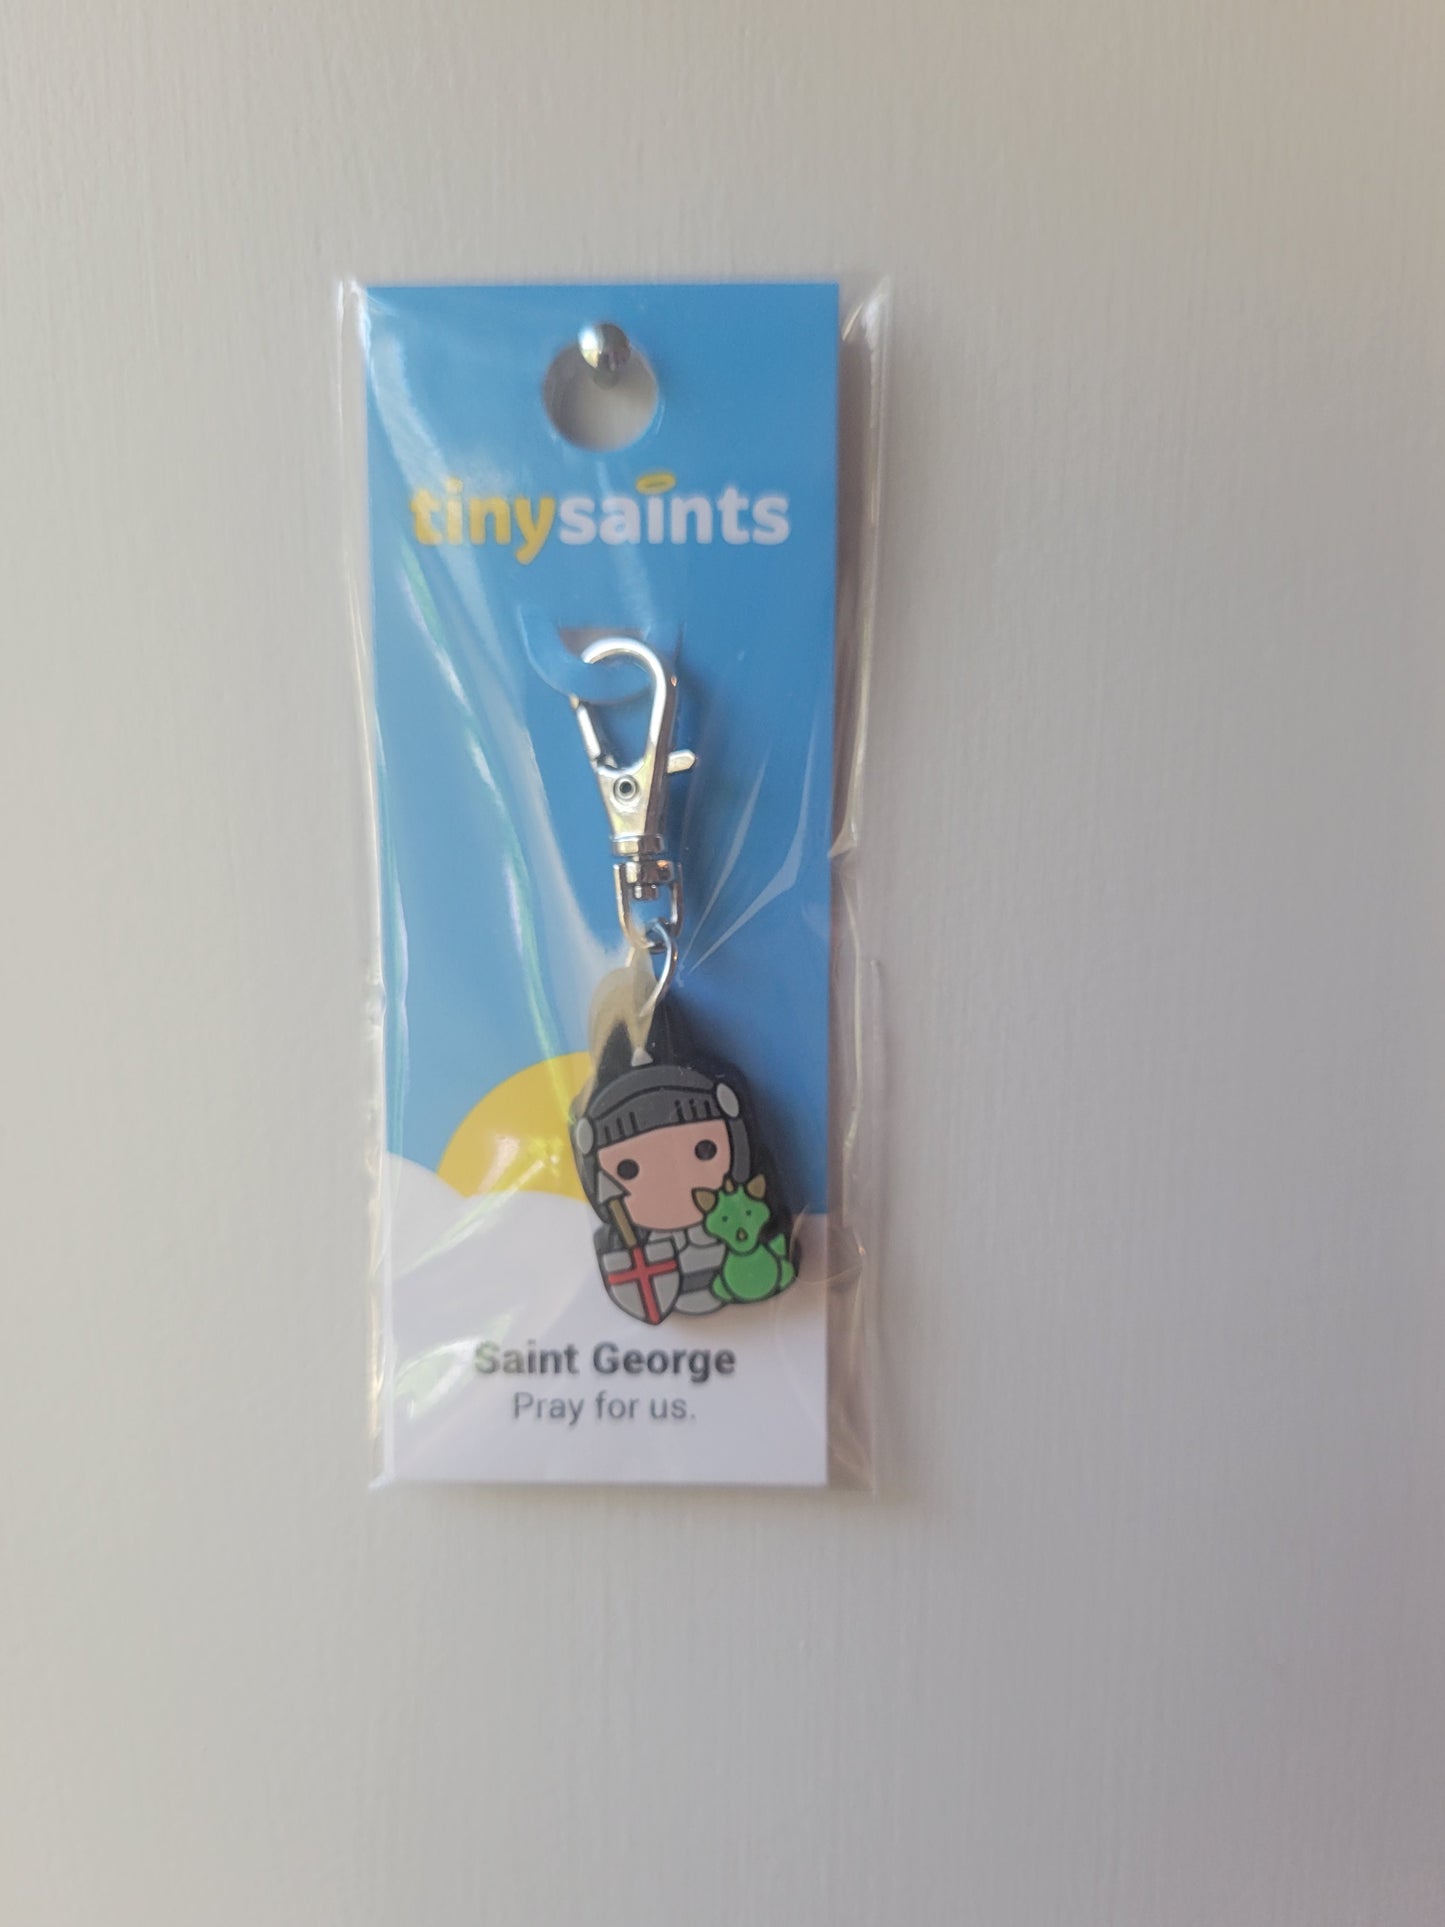 tinysaints
Saint George
Pray for us.